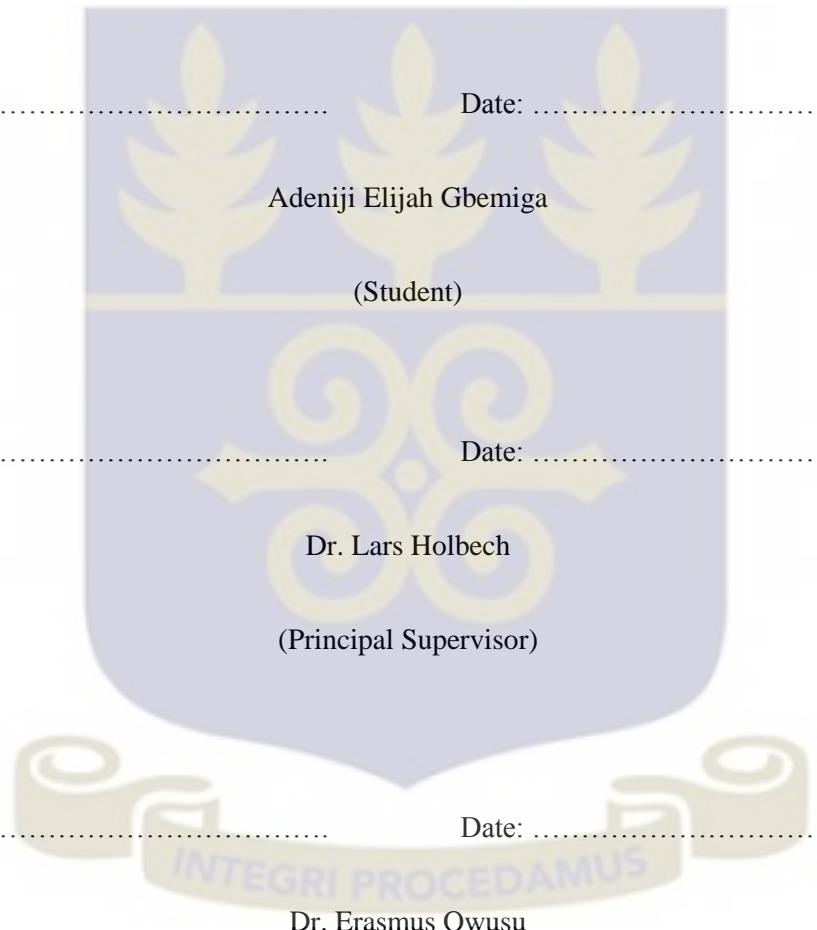 …………………………. Date: …………………………
Adeniji Elijah Gbemiga
(Student)
…………………………. Date: …………………………
Dr. Lars Holbech
(Principal Supervisor)
…………………………. Date: …………………………
INTEGRI PROCEDAMUS
Dr. Erasmus Owusu